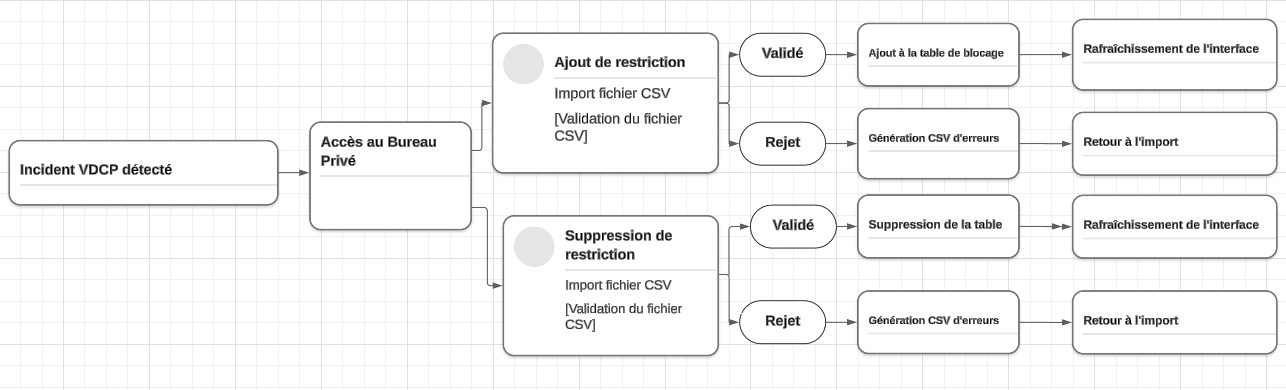 Incident VDCP détecté
Accès au Bureau
Privé
Ajout de restriction
Import fichier CSV
[Validation du fichier
CSV]
Validé
Ajout à la table de blocage
Rafraîchissement de l'interface
Rejet
Génération CSV d'erreurs
Retour à l'import
Suppression de
restriction
Import fichier CSV
[Validation du fichier
CSV]
Validé
Suppression de la table
Rafraîchissement de l'interface
Rejet
Génération CSV d'erreurs
Retour à l'import